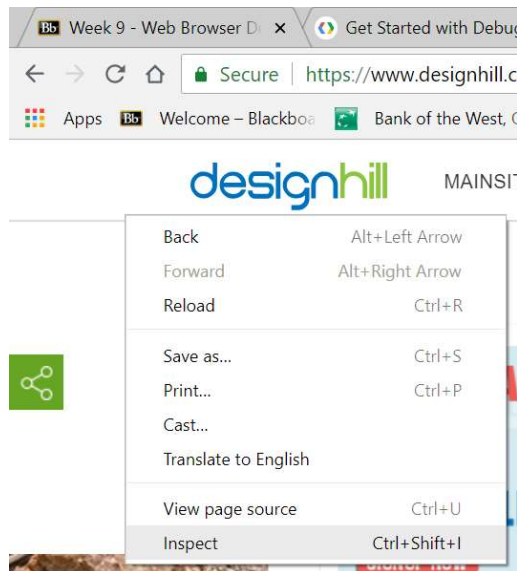 Bb Week 9 - Web Browser D Get Started with Debug
Secure https://www.designhill.c
Apps Bb Welcome – Blackboa Bank of the West,
designhill MAINSIT
Back Alt+Left Arrow
Forward Alt+Right Arrow
Reload Ctrl+R
Save as... Ctrl+S
Print... Ctrl+P
Cast...
Translate to English
View page source Ctrl+U
Inspect Ctrl+Shift+I